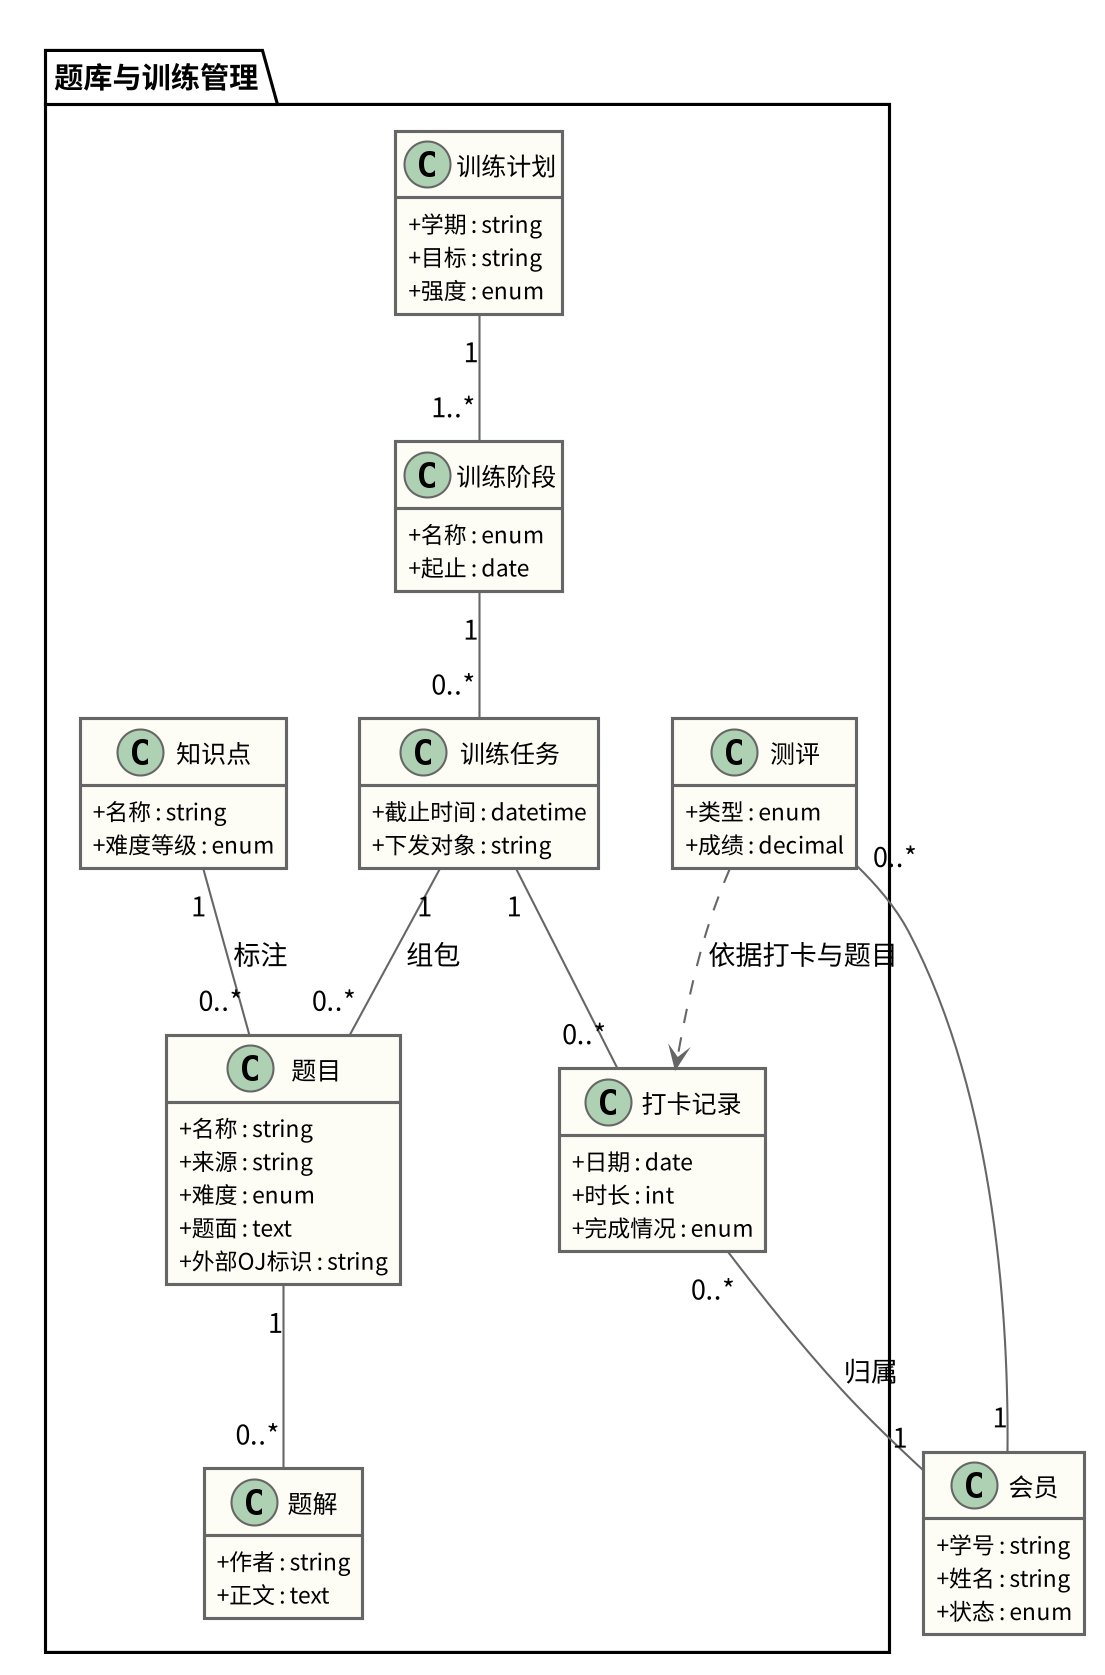 题库与训练管理
C 训练计划
+学期 : string
+目标 : string
+强度 : enum
1
1..*
C 训练阶段
+名称 : enum
+起止 : date
1
0..*
C 知识点
+名称 : string
+难度等级 : enum
C 训练任务
+截止时间 : datetime
+下发对象 : string
C 测评
+类型 : enum
+成绩 : decimal
0..*
1
1
1
标注
组包
依据打卡与题目
0..*
0..*
0..*
C 题目
+名称 : string
+来源 : string
+难度 : enum
+题面 : text
+外部OJ标识 : string
C 打卡记录
+日期 : date
+时长 : int
+完成情况 : enum
0..*
1
归属
1
1
0..*
C 题解
+作者 : string
+正文 : text
C 会员
+学号 : string
+姓名 : string
+状态 : enum